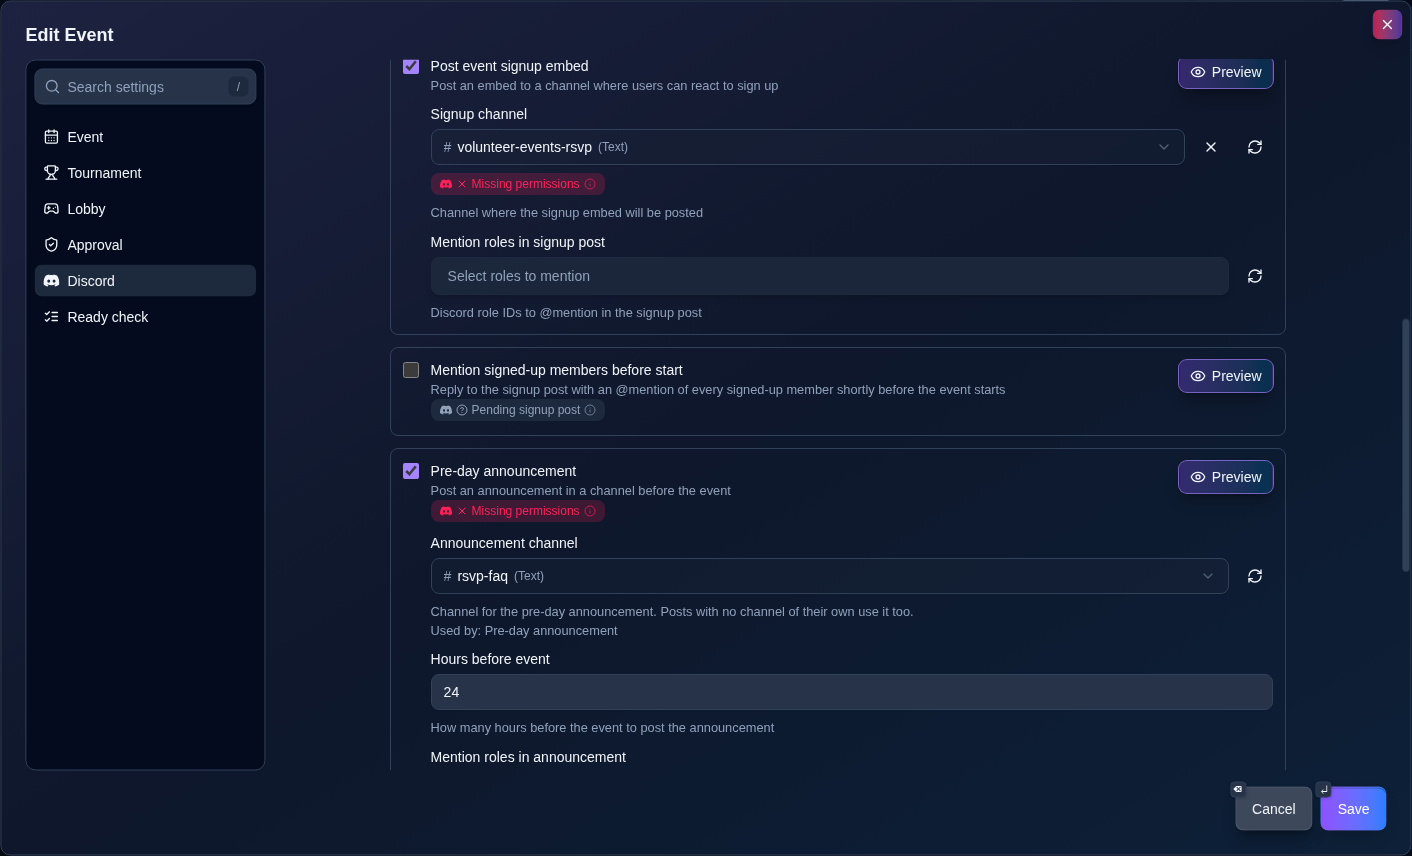 Edit Event
Search settings /
Event
Tournament
Lobby
Approval
Discord
Ready check
Post event signup embed
Preview
Post an embed to a channel where users can react to sign up
Signup channel
# volunteer-events-rsvp (Text)
Missing permissions
Channel where the signup embed will be posted
Mention roles in signup post
Select roles to mention
Discord role IDs to @mention in the signup post
Mention signed-up members before start
Preview
Reply to the signup post with an @mention of every signed-up member shortly before the event starts
Pending signup post
Pre-day announcement
Preview
Post an announcement in a channel before the event
Missing permissions
Announcement channel
# rsvp-faq (Text)
Channel for the pre-day announcement. Posts with no channel of their own use it too.
Used by: Pre-day announcement
Hours before event
24
How many hours before the event to post the announcement
Mention roles in announcement
Cancel
Save